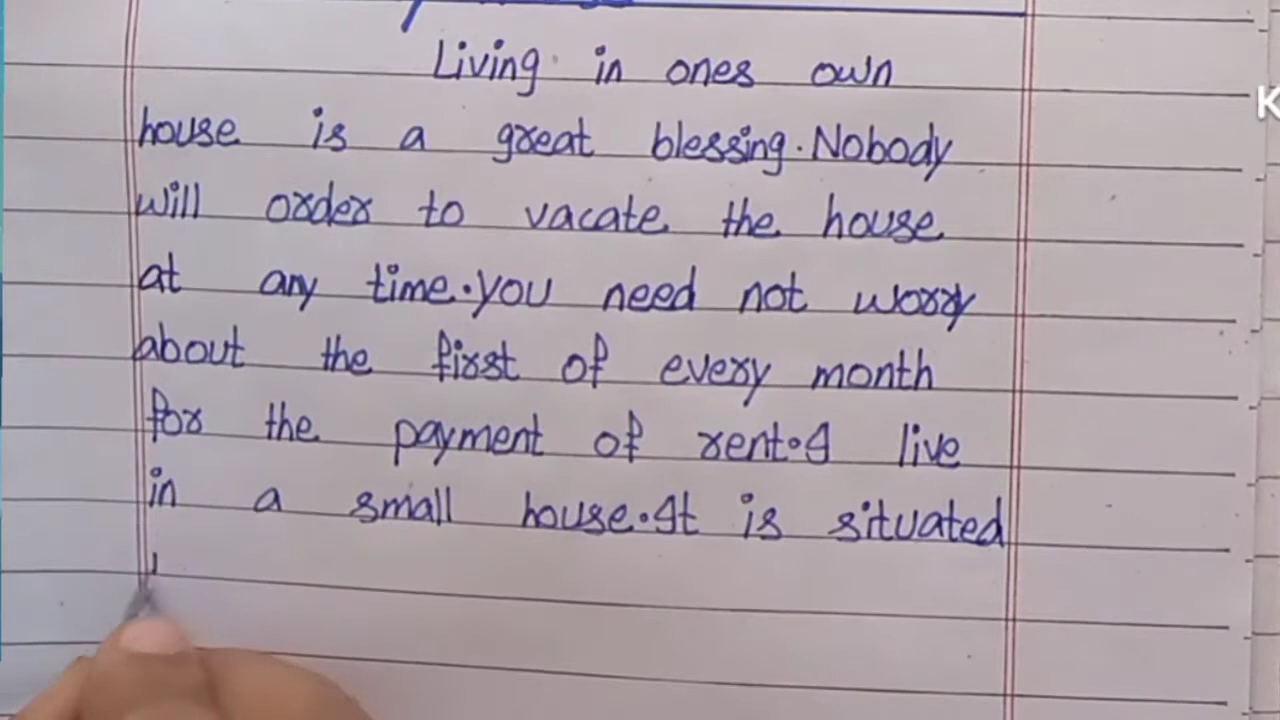 Living in ones own
house is a great blessing. Nobody
will order to vacate the house
at any time. you need not worry
about the first of every month
for the payment of rent. I live
in a small house. It is situated